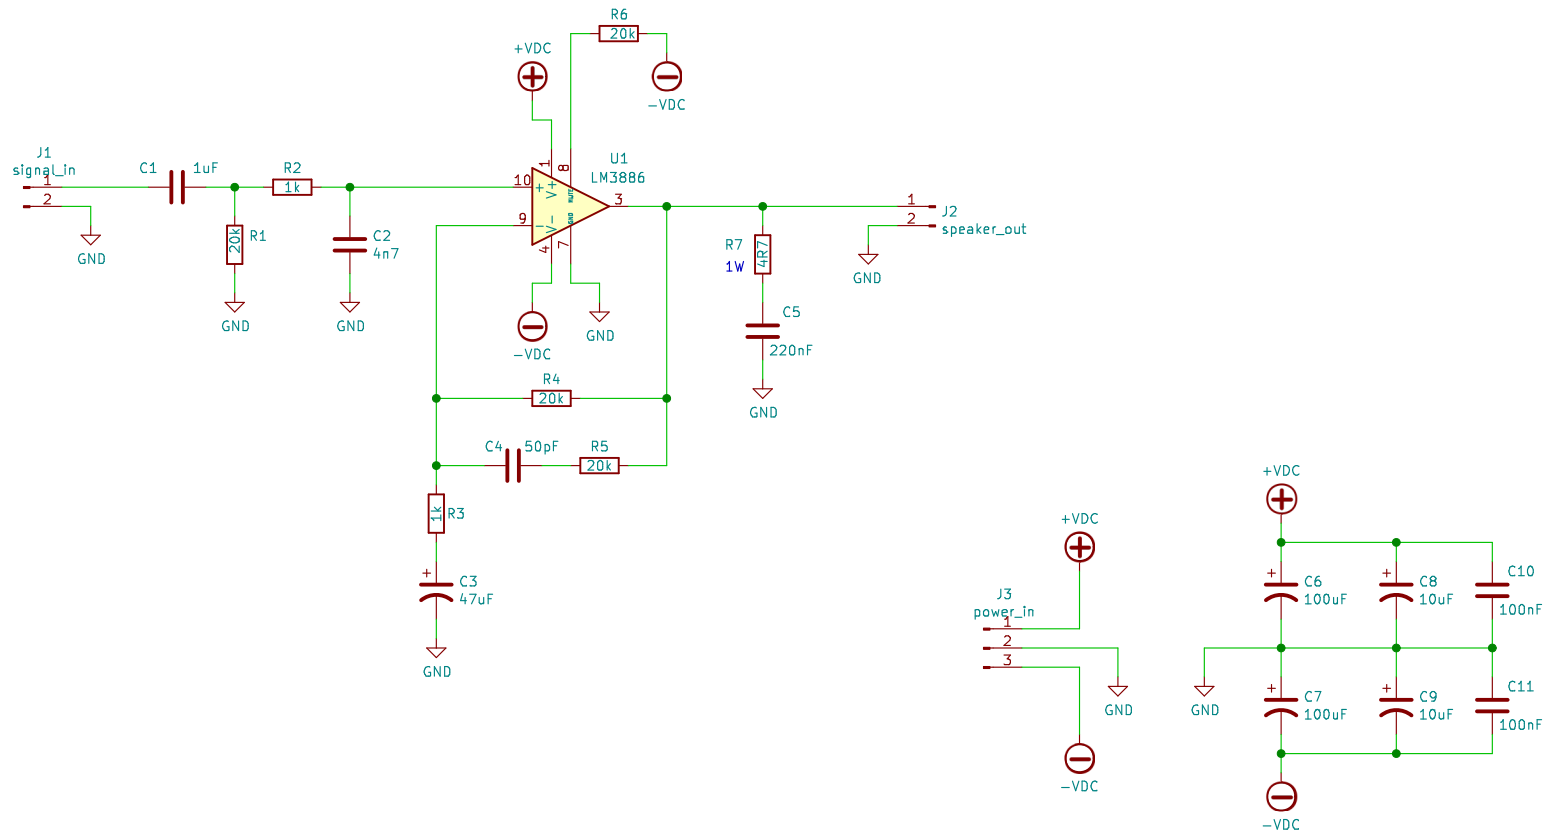 R6
20k
+VDC
-VDC
J1
signal_in
1
2
GND
C1
1uF
R2
1k
20k
R1
GND
C2
4n7
GND
U1
LM3886
1
8
10
+
V+
MUTE
9
-
V-
GND
3
4
7
-VDC
GND
1
2
J2
speaker_out
GND
R7
1W
4R7
C5
220nF
GND
R4
20k
C4
50pF
R5
20k
1k
R3
+
C3
47uF
GND
+VDC
J3
power_in
1
2
3
GND
-VDC
+VDC
+
C6
100uF
+
C8
10uF
C10
100nF
GND
+
C7
100uF
+
C9
10uF
C11
100nF
-VDC